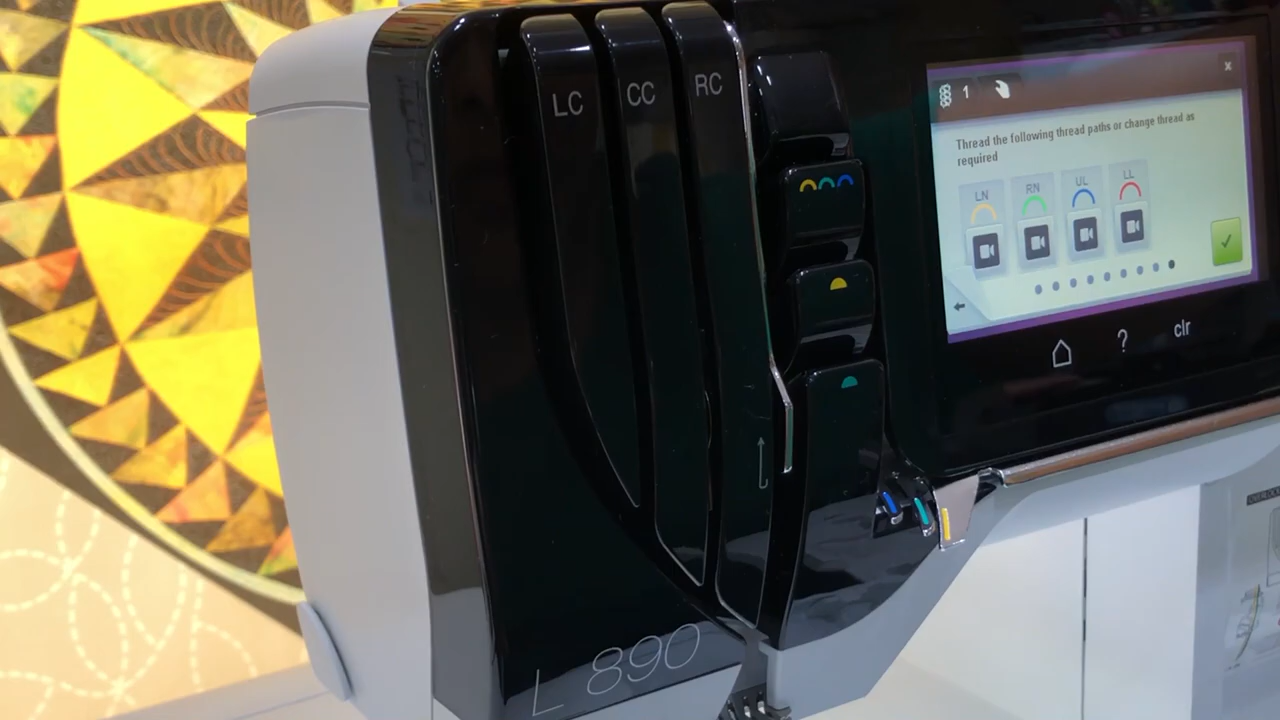 LC CC RC
1
x
Thread the following thread paths or change thread as
required
LN RN UL LL
? clr
L 890